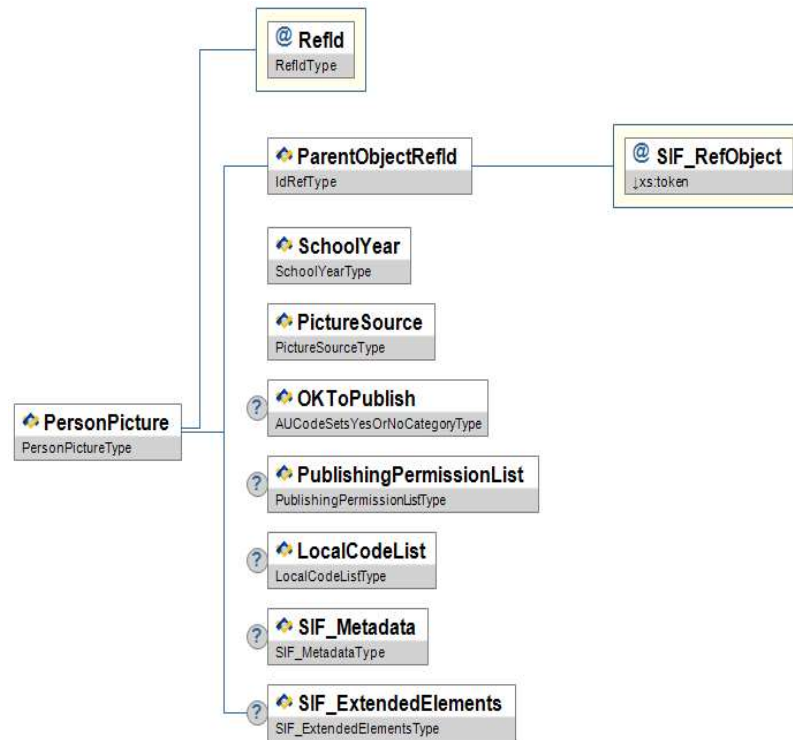 @ RefId
RefIdType
ParentObjectRefId
IdRefType
@ SIF_RefObject
↓xs:token
SchoolYear
SchoolYearType
PictureSource
PictureSourceType
PersonPicture
PersonPictureType
? OKToPublish
AUCodeSetsYesOrNoCategoryType
? PublishingPermissionList
PublishingPermissionListType
? LocalCodeList
LocalCodeListType
? SIF_Metadata
SIF_MetadataType
? SIF_ExtendedElements
SIF_ExtendedElementsType